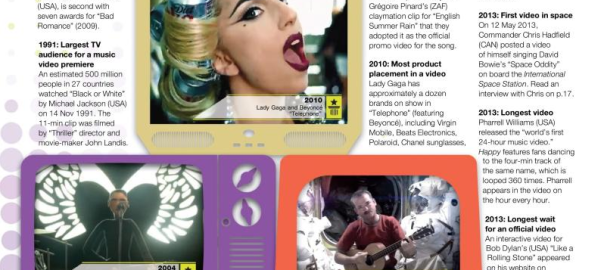 (USA), is second with
seven awards for "Bad
Romance" (2009).
1991: Largest TV
audience for a music
video premiere
An estimated 500 million
people in 27 countries
watched "Black or White"
by Michael Jackson (USA)
on 14 Nov 1991. The
11-min clip was filmed
by "Thriller" director and
movie-maker John Landis.
2010
Lady Gaga and Beyoncé
"Telephone"
2004
Grégoire Pinard's (ZAF)
claymation clip for "English
Summer Rain" that they
adopted it as the official
promo video for the song.
2010: Most product
placement in a video
Lady Gaga has
approximately a dozen
brands on show in
"Telephone" (featuring
Beyoncé), including Virgin
Mobile, Beats Electronics,
Polaroid, Chanel sunglasses,
2013: First video in space
On 12 May 2013,
Commander Chris Hadfield
(CAN) posted a video
of himself singing David
Bowie's "Space Oddity"
on board the International
Space Station. Read an
interview with Chris on p.17.
2013: Longest video
Pharrell Williams (USA)
released the "world's first
24-hour music video."
Happy features fans dancing
to the four-min track of
the same name, which is
looped 360 times. Pharrell
appears in the video on
the hour every hour.
2013: Longest wait
for an official video
An interactive video for
Bob Dylan's (USA) "Like a
Rolling Stone" appeared
on his website on